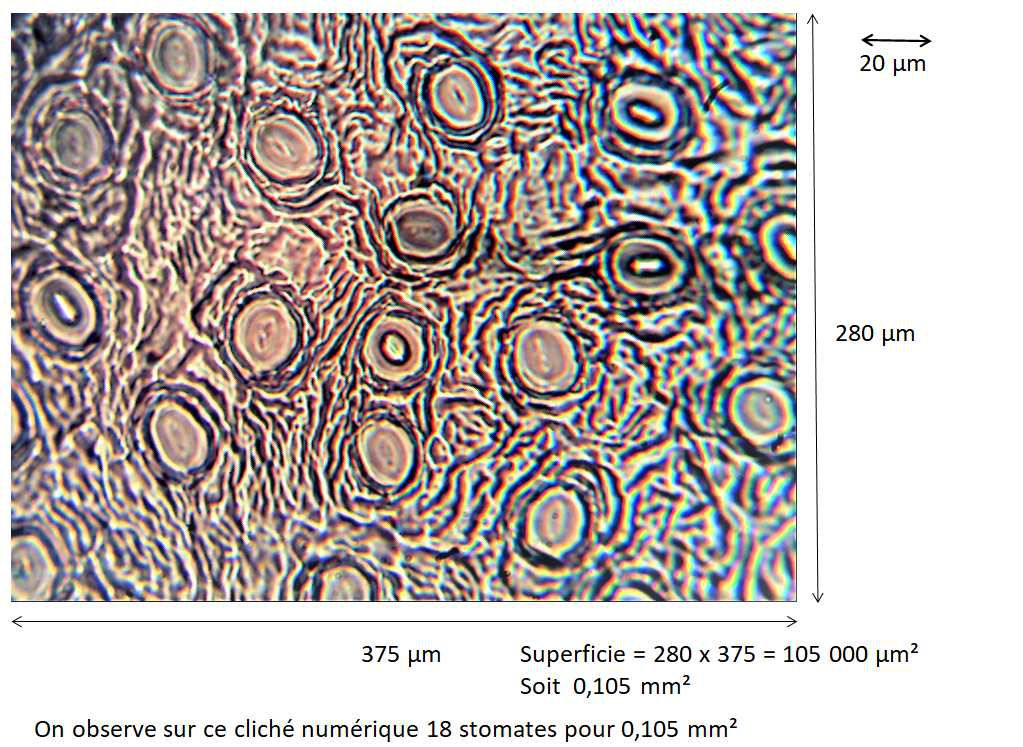 20 µm
280 µm
375 µm
Superficie = 280 x 375 = 105 000 µm²
Soit 0,105 mm²
On observe sur ce cliché numérique 18 stomates pour 0,105 mm²